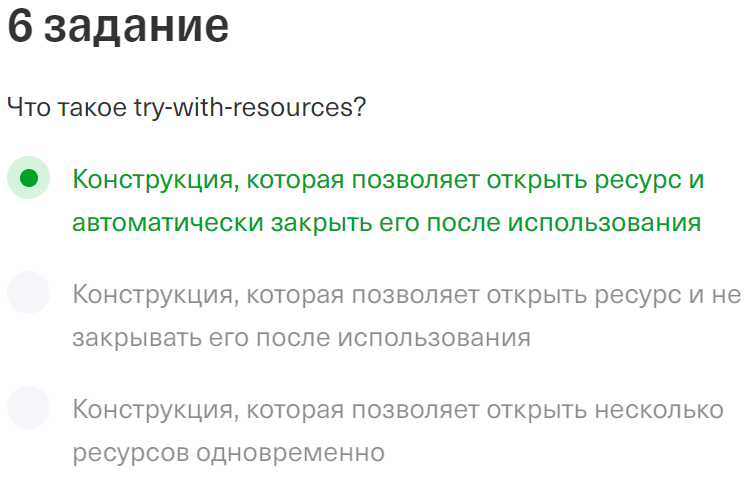 6 задание
Что такое try-with-resources?
Конструкция, которая позволяет открыть ресурс и
автоматически закрыть его после использования
Конструкция, которая позволяет открыть ресурс и не
закрывать его после использования
Конструкция, которая позволяет открыть несколько
ресурсов одновременно